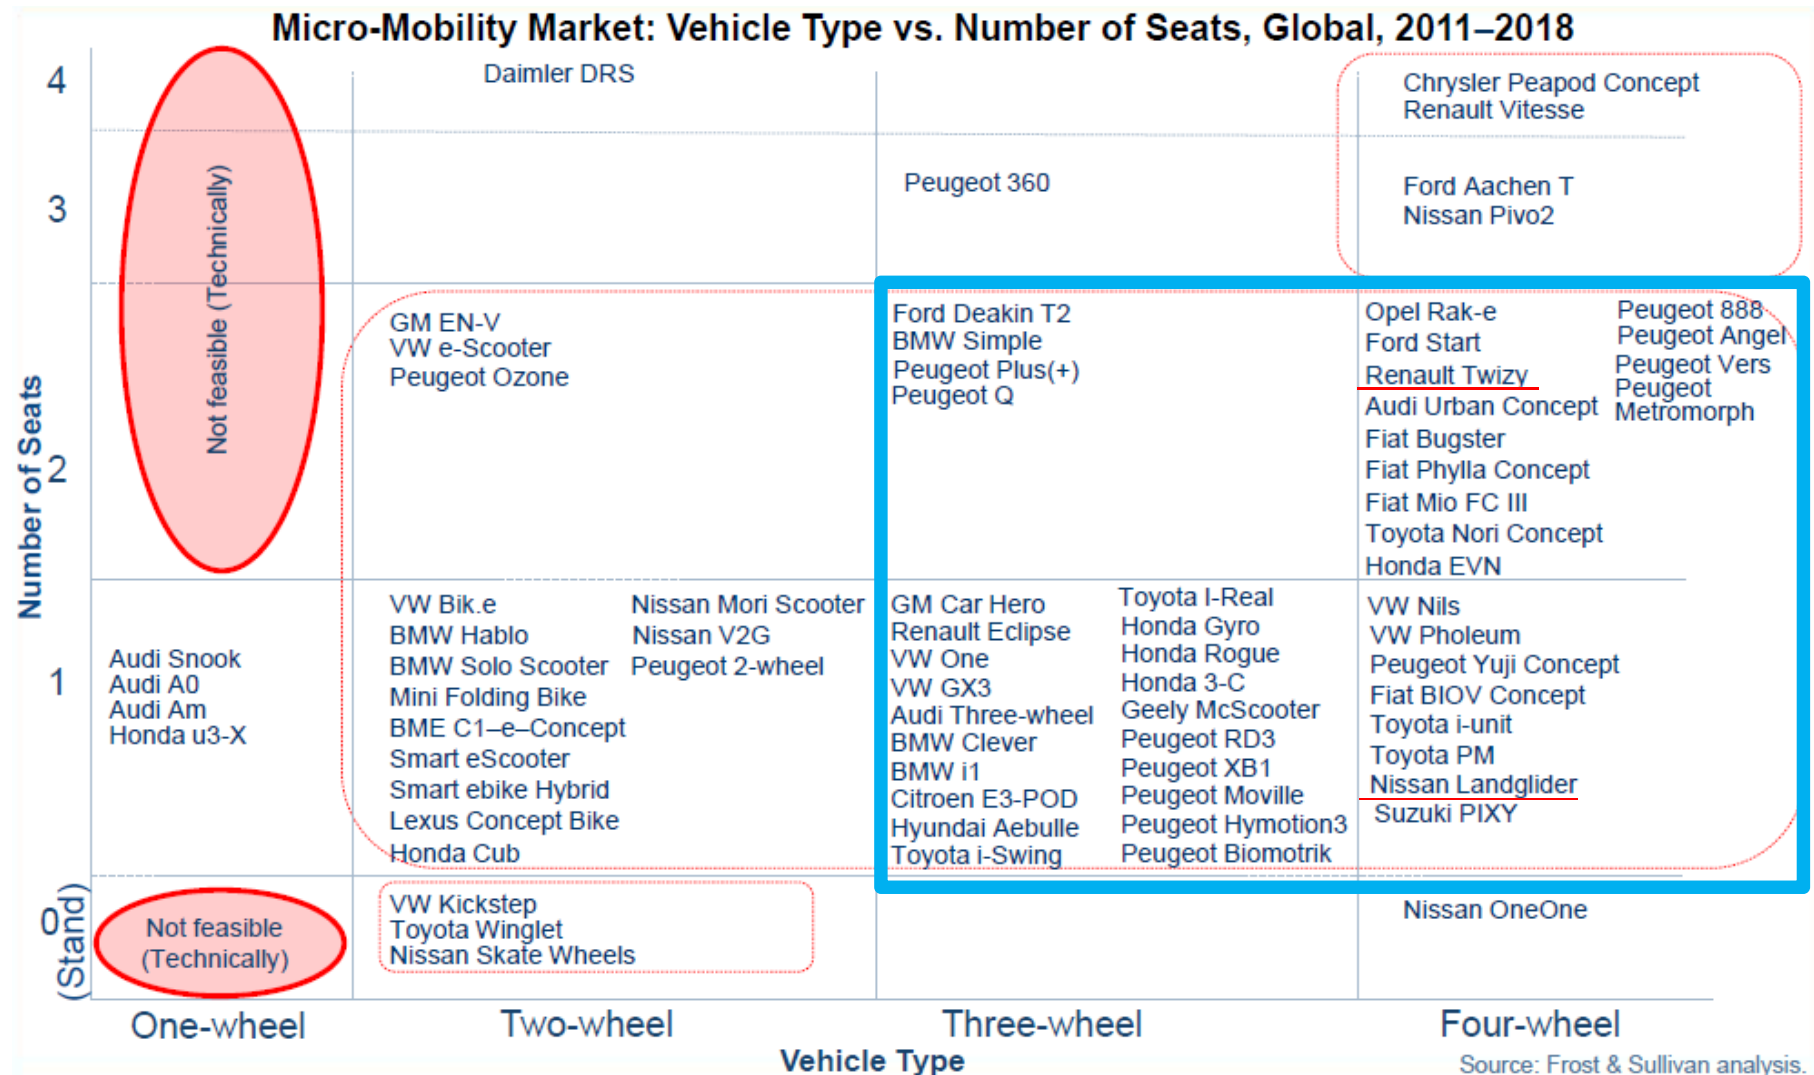 Micro-Mobility Market: Vehicle Type vs. Number of Seats, Global, 2011–2018
Number of Seats
4
3
2
1
0
(Stand)
Not feasible (Technically)
Daimler DRS
Chrysler Peapod Concept
Renault Vitesse
Peugeot 360
Ford Aachen T
Nissan Pivo2
GM EN-V
VW e-Scooter
Peugeot Ozone
Ford Deakin T2
BMW Simple
Peugeot Plus(+)
Peugeot Q
Opel Rak-e
Ford Start
Renault Twizy
Audi Urban Concept
Fiat Bugster
Fiat Phylla Concept
Fiat Mio FC III
Toyota Nori Concept
Honda EVN
Peugeot 888
Peugeot Angel
Peugeot Vers
Peugeot
Metromorph
Audi Snook
Audi A0
Audi Am
Honda u3-X
VW Bik.e
BMW Hablo
BMW Solo Scooter
Mini Folding Bike
BME C1–e–Concept
Smart eScooter
Smart ebike Hybrid
Lexus Concept Bike
Honda Cub
Nissan Mori Scooter
Nissan V2G
Peugeot 2-wheel
GM Car Hero
Renault Eclipse
VW One
VW GX3
Audi Three-wheel
BMW Clever
BMW i1
Citroen E3-POD
Hyundai Aebulle
Toyota i-Swing
Toyota I-Real
Honda Gyro
Honda Rogue
Honda 3-C
Geely McScooter
Peugeot RD3
Peugeot XB1
Peugeot Moville
Peugeot Hymotion3
Peugeot Biomotrik
VW Nils
VW Pholeum
Peugeot Yuji Concept
Fiat BIOV Concept
Toyota i-unit
Toyota PM
Nissan Landglider
Suzuki PIXY
Not feasible
(Technically)
VW Kickstep
Toyota Winglet
Nissan Skate Wheels
Nissan OneOne
One-wheel
Two-wheel
Three-wheel
Four-wheel
Vehicle Type
Source: Frost & Sullivan analysis.